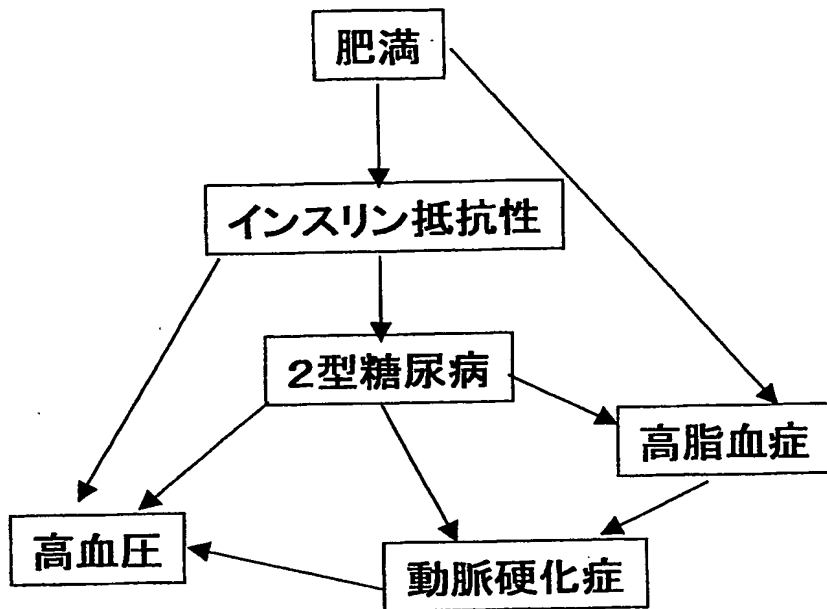 肥満
インスリン抵抗性
2型糖尿病
高脂血症
高血圧
動脈硬化症